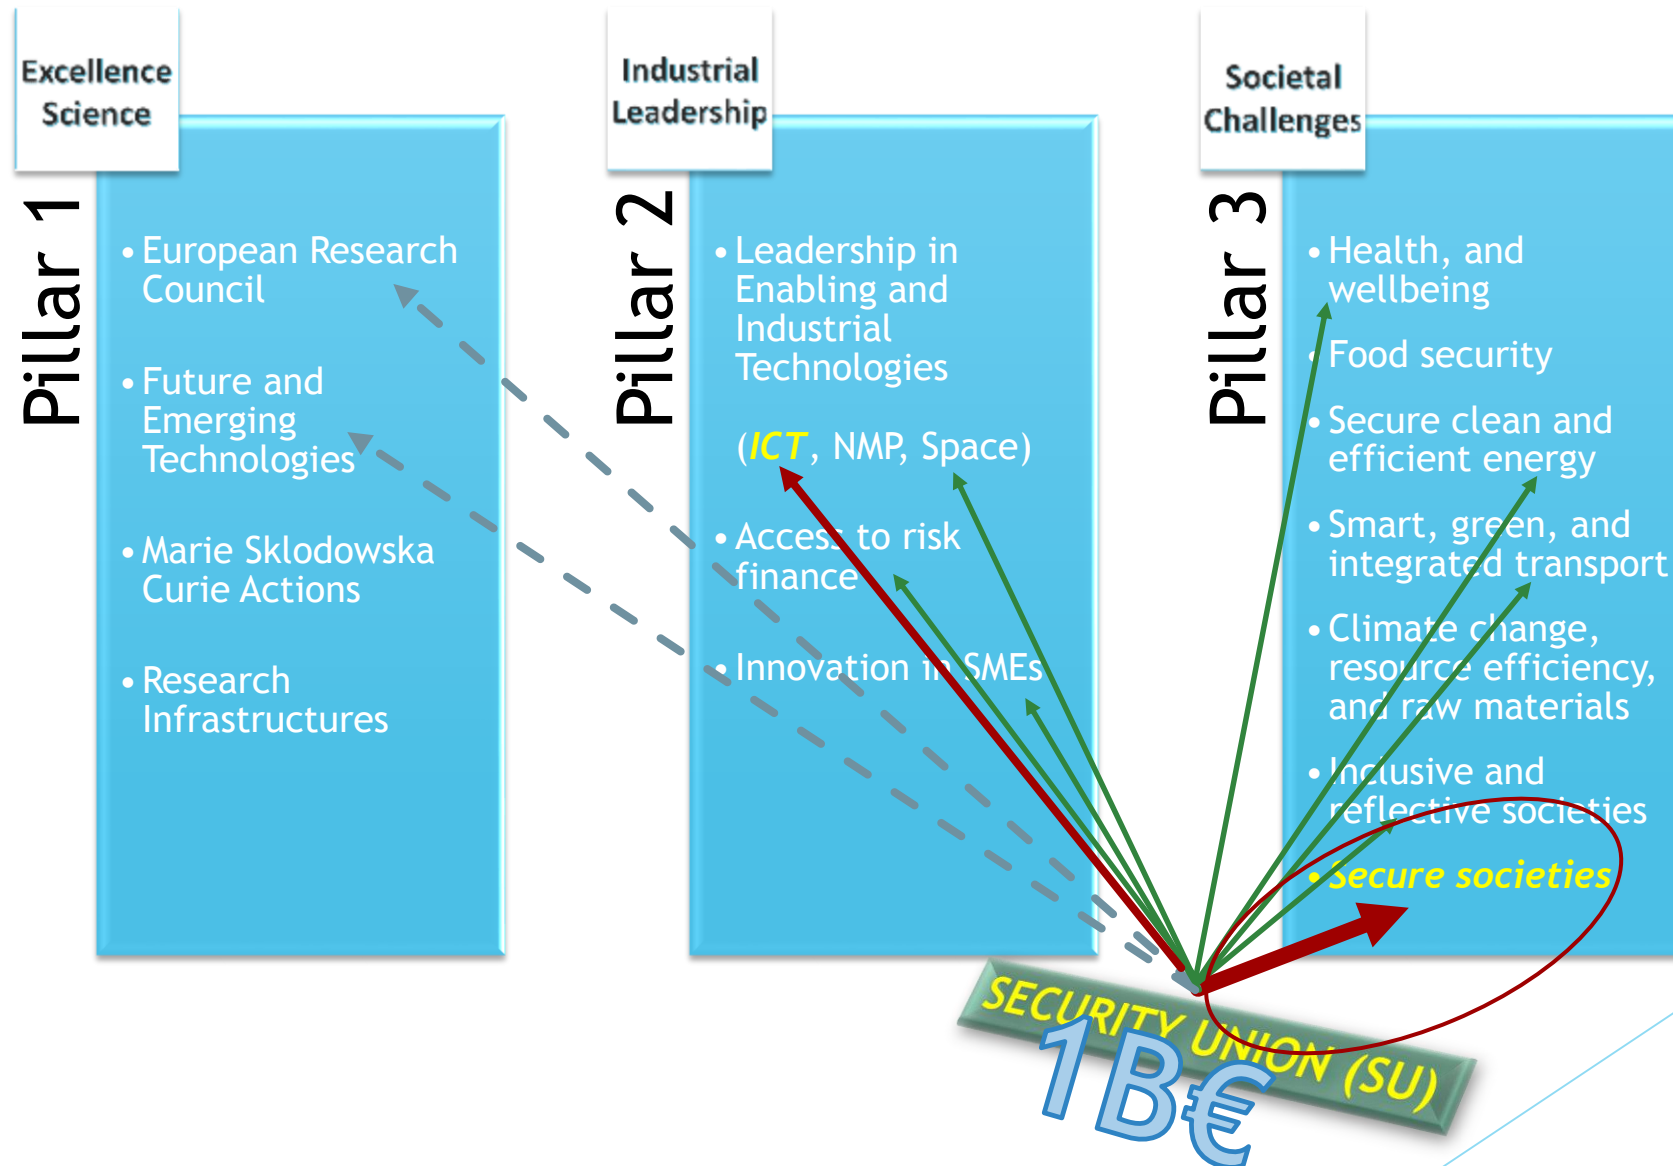 Excellence
Science
Pillar 1
• European Research
Council
• Future and
Emerging
Technologies
• Marie Sklodowska
Curie Actions
• Research
Infrastructures
Industrial
Leadership
Pillar 2
• Leadership in
Enabling and
Industrial
Technologies
(ICT, NMP, Space)
• Access to risk
finance
• Innovation in SMEs
Societal
Challenges
Pillar 3
• Health, and
wellbeing
• Food security
• Secure clean and
efficient energy
• Smart, green, and
integrated transport
• Climate change,
resource efficiency,
and raw materials
• Inclusive and
reflective societies
• Secure societies
SECURITY UNION (SU)
1B€